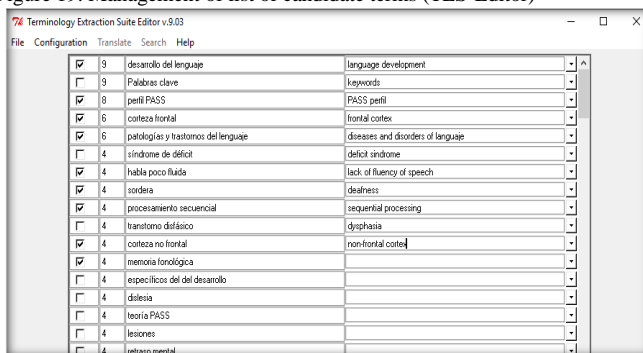 Figure 19. Management of list of candidate terms (TES-Editor)
Terminology Extraction Suite Editor v.9.03
File Configuration Translate Search Help
9 desarrollo del lenguaje language development
9 Palabras clave keywords
8 perfil PASS PASS perfil
6 corteza frontal frontal cortex
6 patologías y trastornos del lenguaje diseases and disorders of languaje
4 síndrome de déficit deficit sindrome
4 habla poco fluida lack of fluency of speech
4 sordera deafness
4 procesamiento secuencial sequential processing
4 transtorno disfásico dysphasia
4 corteza no frontal non-frontal cortex
4 memoria fonológica
4 específicos del del desarrollo
4 dislesia
4 teoría PASS
4 lesiones
4 retraso mental